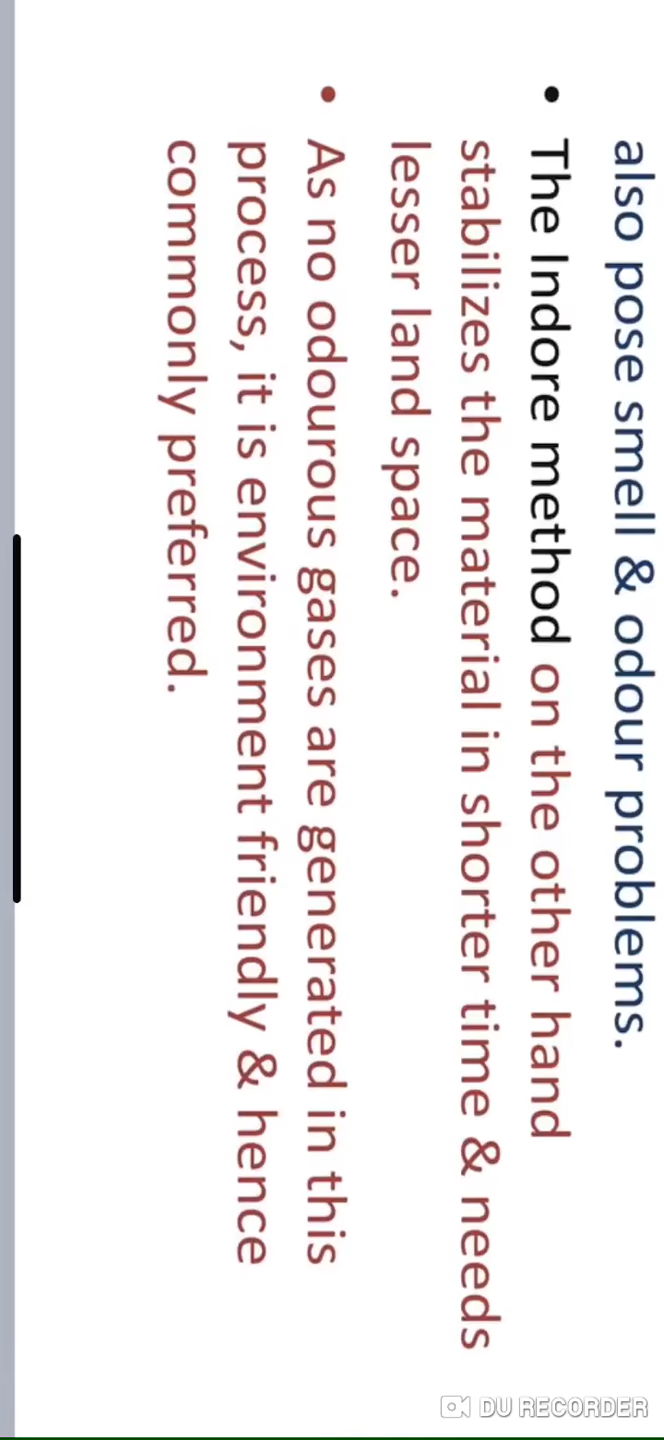 also pose smell & odour problems.
• The Indore method on the other hand
stabilizes the material in shorter time & needs
lesser land space.
• As no odourous gases are generated in this
process, it is environment friendly & hence
commonly preferred.
DU RECORDER